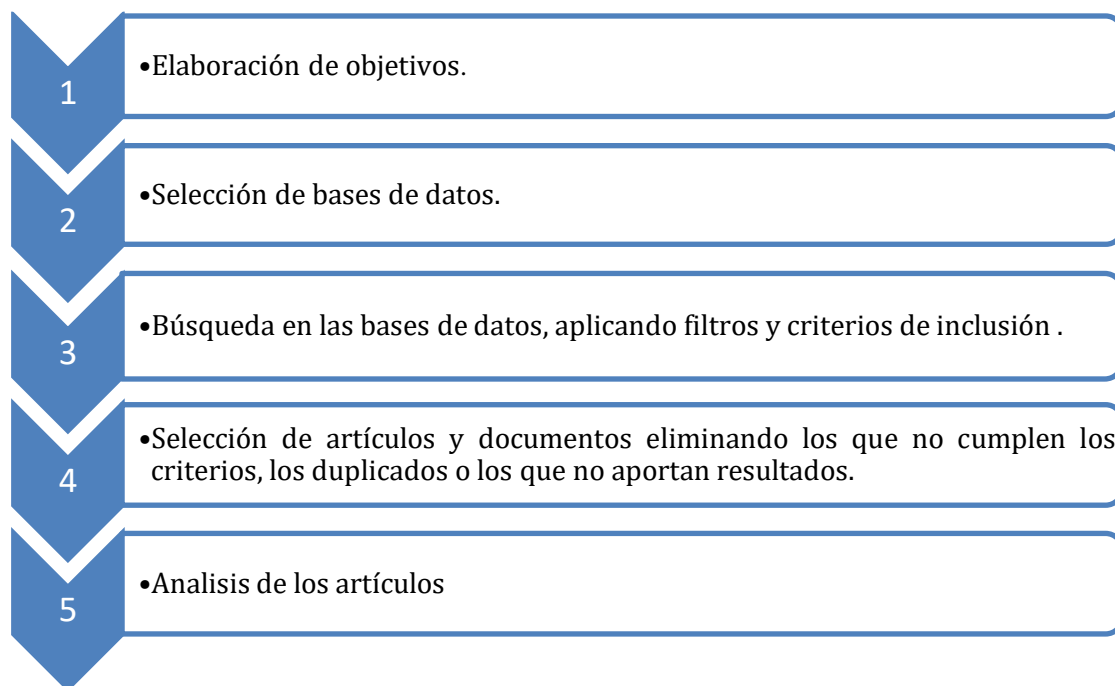 1
•Elaboración de objetivos.
2
•Selección de bases de datos.
3
•Búsqueda en las bases de datos, aplicando filtros y criterios de inclusión .
4
•Selección de artículos y documentos eliminando los que no cumplen los
criterios, los duplicados o los que no aportan resultados.
5
•Analisis de los artículos